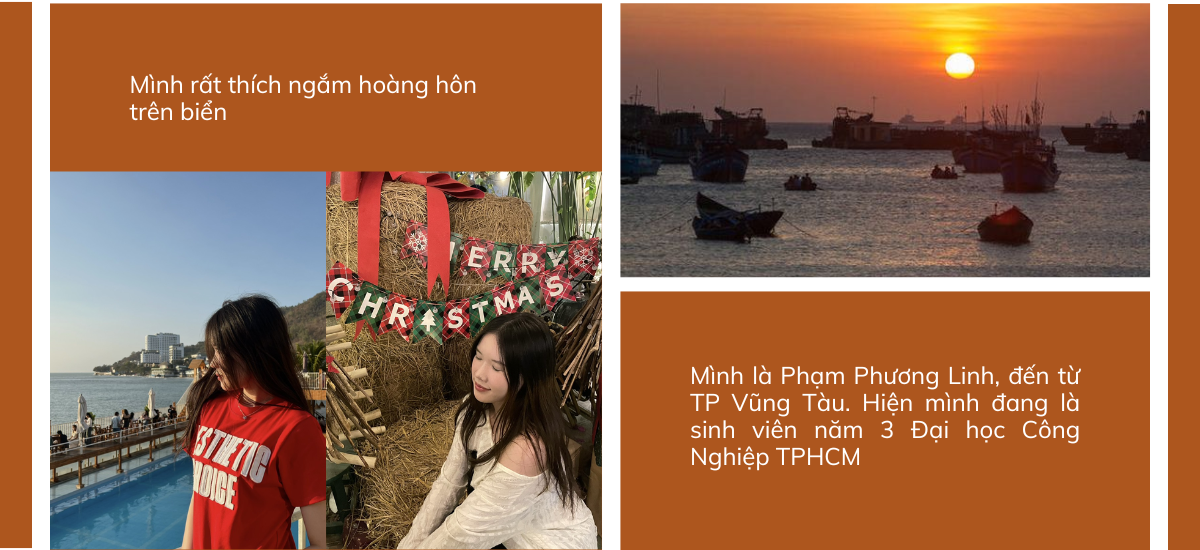 Mình rất thích ngắm hoàng hôn
trên biển
MERRY
CHRISTMAS
ESTHETIC
CHOICE
Mình là Phạm Phương Linh, đến từ
TP Vũng Tàu. Hiện mình đang là
sinh viên năm 3 Đại học Công
Nghiệp TPHCM